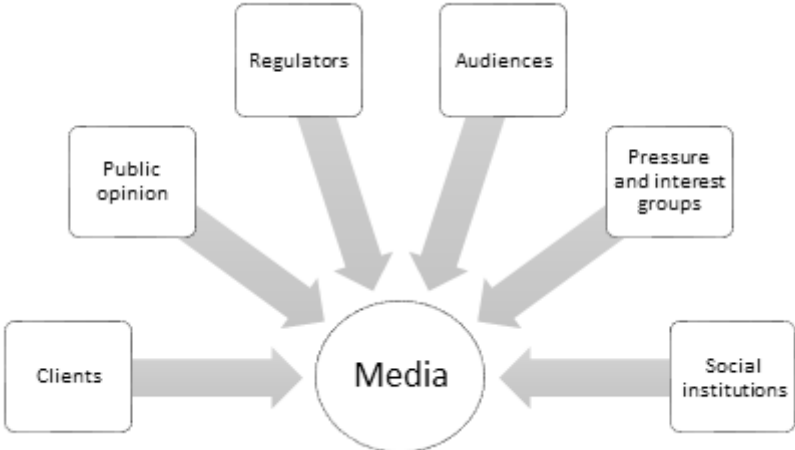 Regulators
Audiences
Public
opinion
Pressure
and interest
groups
Clients
Media
Social
institutions